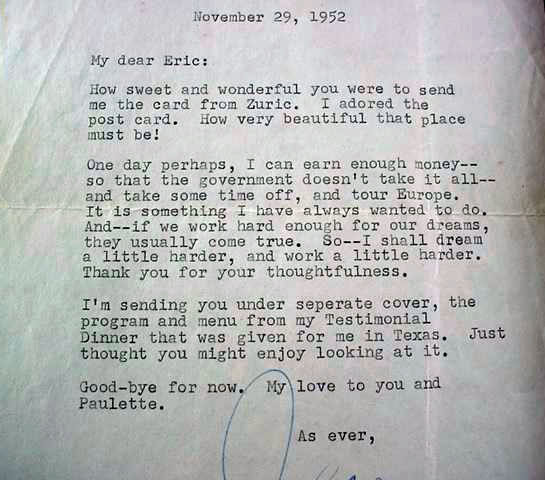 November 29, 1952
My dear Eric:
How sweet and wonderful you were to send
me the card from Zuric. I adored the
post card. How very beautiful that place
must be!
One day perhaps, I can earn enough money--
so that the government doesn't take it all--
and take some time off, and tour Europe.
It is something I have always wanted to do.
And--if we work hard enough for our dreams,
they usually come true. So--I shall dream
a little harder, and work a little harder.
Thank you for your thoughtfulness.
I'm sending you under seperate cover, the
program and menu from my Testimonial
Dinner that was given for me in Texas. Just
thought you might enjoy looking at it.
Good-bye for now. My love to you and
Paulette.
As ever,